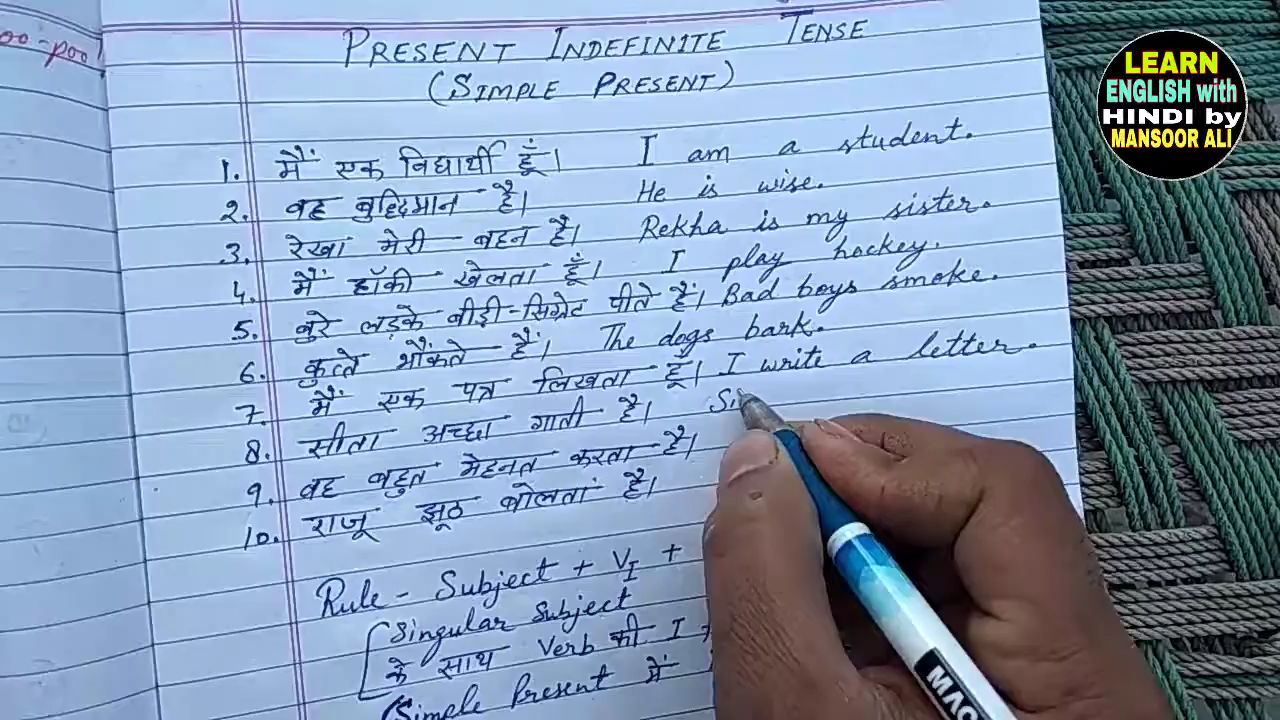 oo-poo
PRESENT INDEFINITE TENSE
(SIMPLE PRESENT)
1. मैं एक विद्यार्थी हूँ। I am a student.
2. वह बुद्धिमान है। He is wise.
3. रेखा मेरी बहन है। Rekha is my sister.
4. मैं हॉकी खेलता हूँ। I play hockey.
5. बुरे लड़के बीड़ी-सिग्रेट पीते हैं। Bad boys smoke.
6. कुत्ते भौंकते हैं। The dogs bark.
7. मैं एक पत्र लिखता हूँ। I write a letter.
8. सीता अच्छा गाती है। Si
9. वह बहुत मेहनत करता है।
10. राजू झूठ बोलता है।
Rule - Subject + VI +
Singular Subject
के साथ Verb की I
(Simple Present में
LEARN
ENGLISH with
HINDI by
MANSOOR ALI